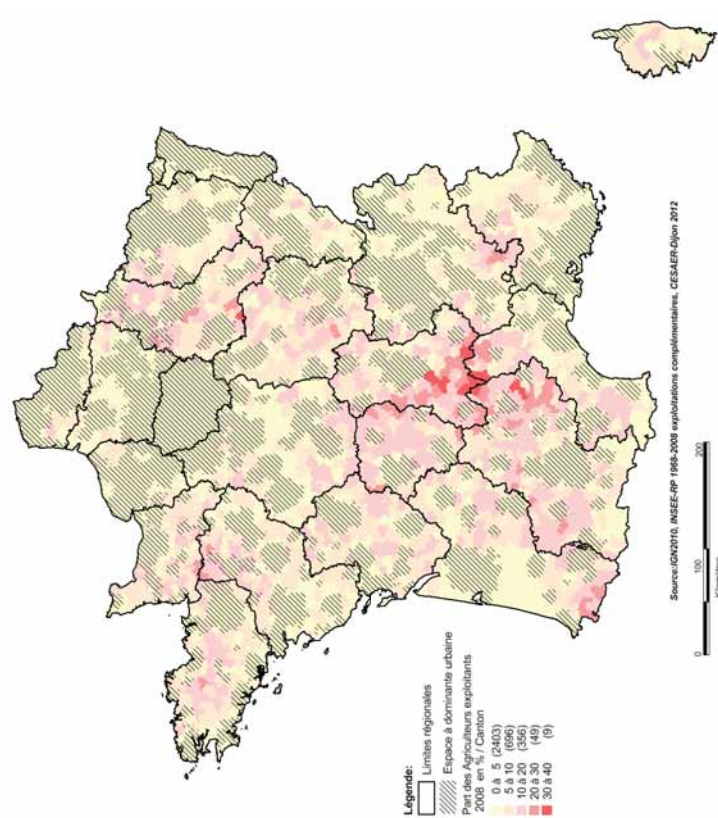 Légende:
Limites régionales
Espace à dominante urbaine
Part des Agriculteurs exploitants
2008 en % / Canton
0 à 5 (2403)
5 à 10 (696)
10 à 20 (356)
20 à 30 (49)
30 à 40 (9)
0 100 200
Kilomètres
Source:IGN2010, INSEE-RP 1968-2008 exploitations complémentaires, CESAER-Dijon 2012